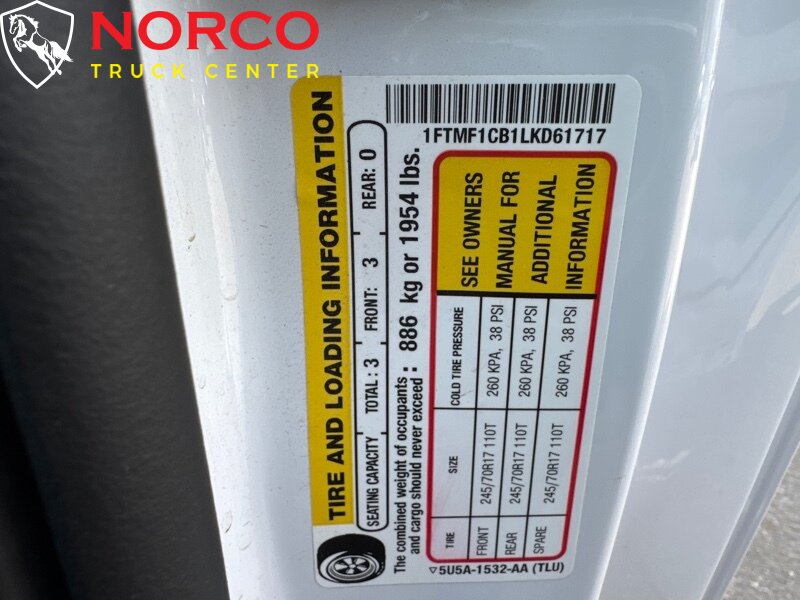 NORCO
TRUCK CENTER
1FTMF1CB1LKD61717
TIRE AND LOADING INFORMATION
SEATING CAPACITY TOTAL : 3 FRONT: 3 REAR: 0
The combined weight of occupants
and cargo should never exceed : 886 kg or 1954 lbs.
TIRE SIZE COLD TIRE PRESSURE
FRONT 245/70R17 110T 260 KPA, 38 PSI
REAR 245/70R17 110T 260 KPA, 38 PSI
SPARE 245/70R17 110T 260 KPA, 38 PSI
SEE OWNERS
MANUAL FOR
ADDITIONAL
INFORMATION
▽5U5A-1532-AA (TLU)